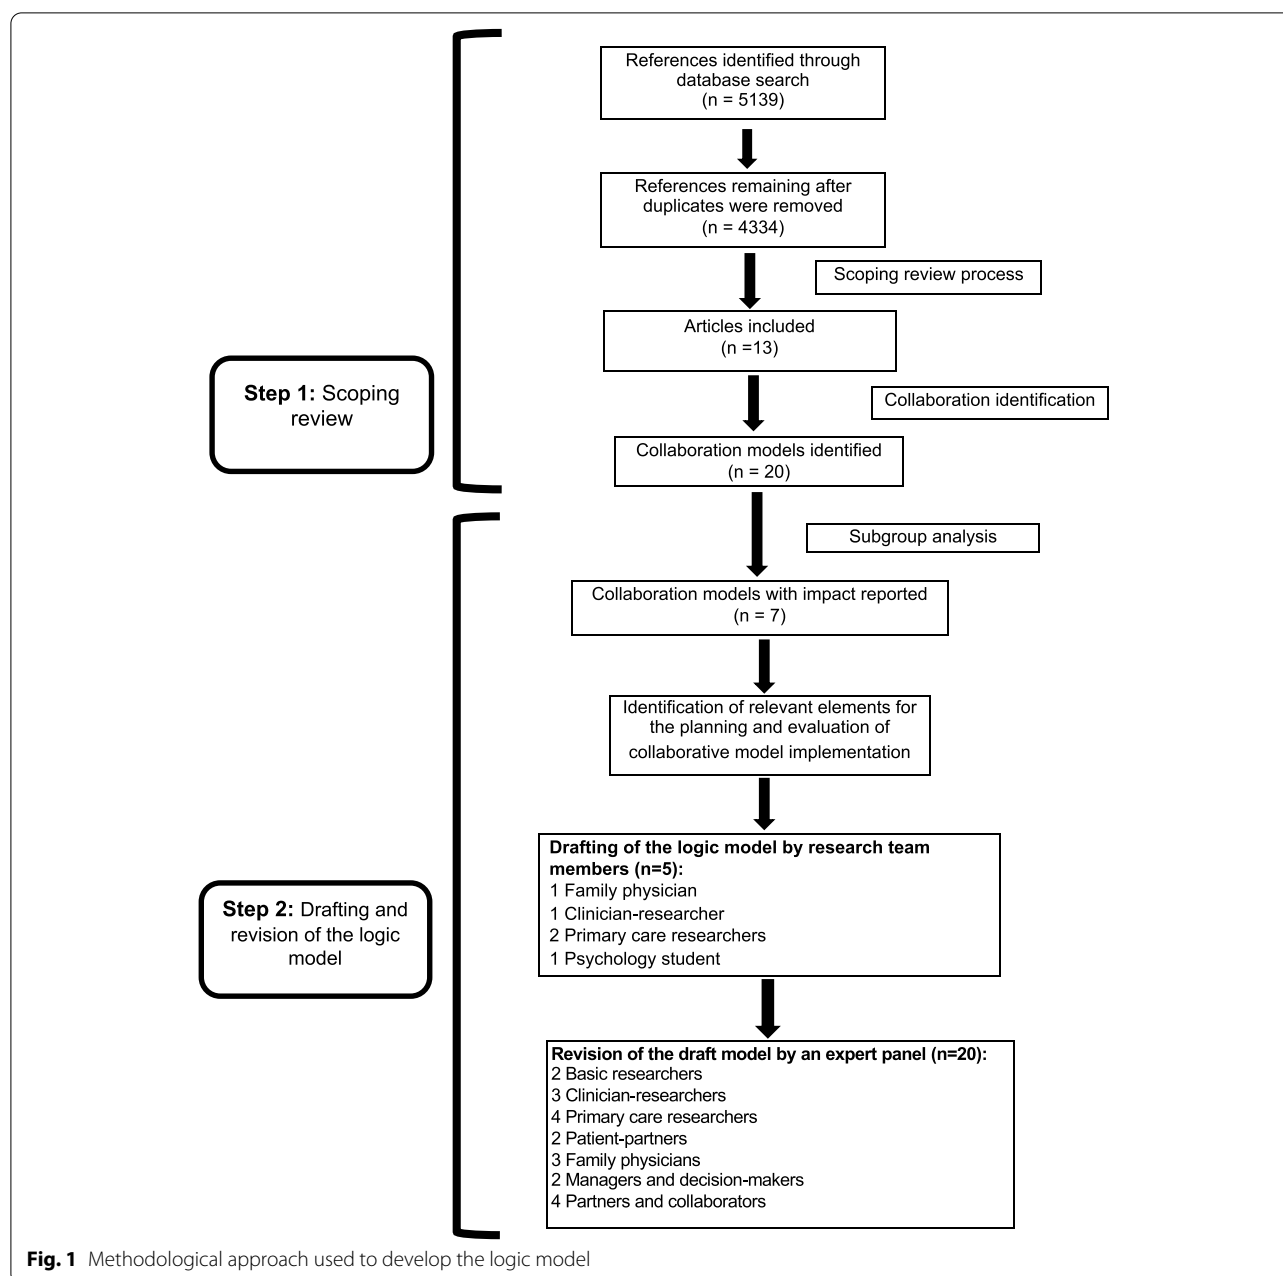 References identified through
database search
(n = 5139)
References remaining after
duplicates were removed
(n = 4334)
Scoping review process
Articles included
(n =13)
Step 1: Scoping
review
Collaboration identification
Collaboration models identified
(n = 20)
Subgroup analysis
Collaboration models with impact reported
(n = 7)
Identification of relevant elements for
the planning and evaluation of
collaborative model implementation
Drafting of the logic model by research team
members (n=5):
1 Family physician
1 Clinician-researcher
2 Primary care researchers
1 Psychology student
Step 2: Drafting and
revision of the logic
model
Revision of the draft model by an expert panel (n=20):
2 Basic researchers
3 Clinician-researchers
4 Primary care researchers
2 Patient-partners
3 Family physicians
2 Managers and decision-makers
4 Partners and collaborators
Fig. 1 Methodological approach used to develop the logic model